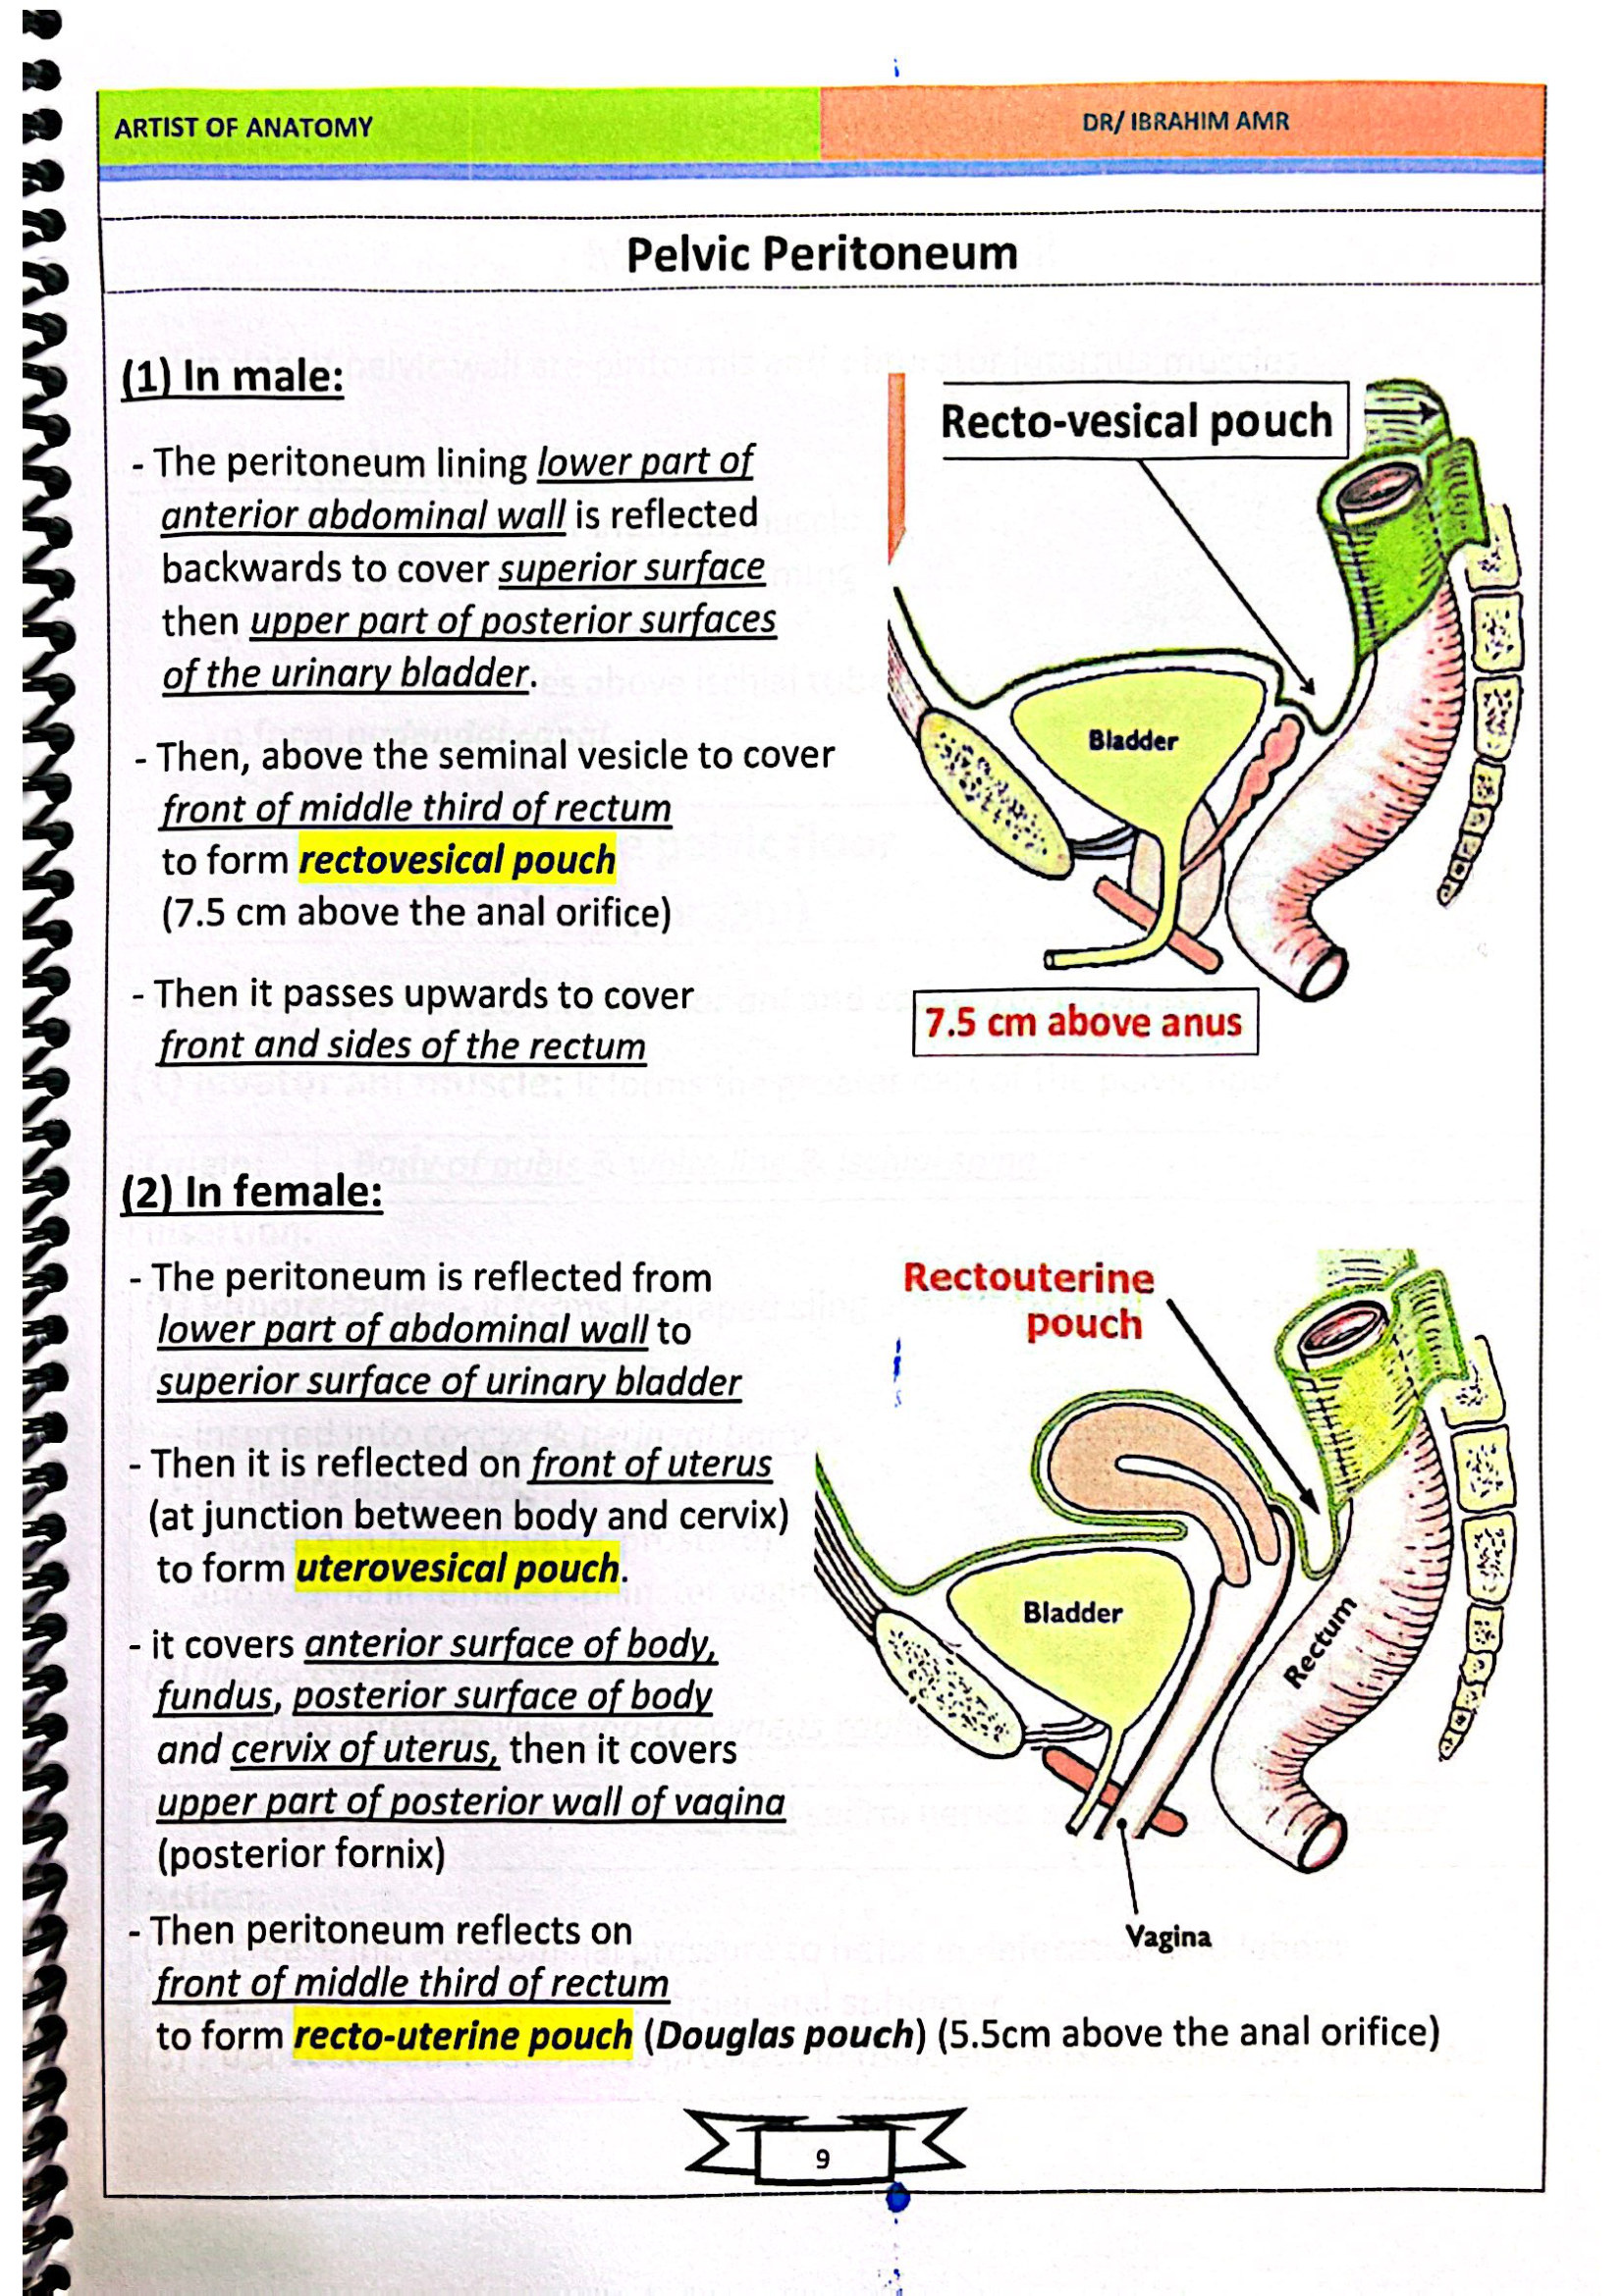 ARTIST OF ANATOMY
DR/ IBRAHIM AMR
Pelvic Peritoneum
(1) In male:
- The peritoneum lining lower part of
anterior abdominal wall is reflected
backwards to cover superior surface
then upper part of posterior surfaces
of the urinary bladder.
- Then, above the seminal vesicle to cover
front of middle third of rectum
to form rectovesical pouch
(7.5 cm above the anal orifice)
- Then it passes upwards to cover
front and sides of the rectum
Recto-vesical pouch
Bladder
7.5 cm above anus
(2) In female:
- The peritoneum is reflected from
lower part of abdominal wall to
superior surface of urinary bladder
- Then it is reflected on front of uterus
(at junction between body and cervix)
to form uterovesical pouch.
- it covers anterior surface of body,
fundus, posterior surface of body
and cervix of uterus, then it covers
upper part of posterior wall of vagina
(posterior fornix)
- Then peritoneum reflects on
front of middle third of rectum
to form recto-uterine pouch (Douglas pouch) (5.5cm above the anal orifice)
Rectouterine
pouch
Bladder
Rectum
Vagina
9